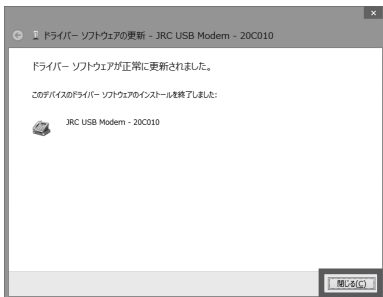 ドライバー ソフトウェアの更新 - JRC USB Modem - 20C010
ドライバー ソフトウェアが正常に更新されました。
このデバイスのドライバー ソフトウェアのインストールを終了しました:
JRC USB Modem - 20C010
閉じる(C)